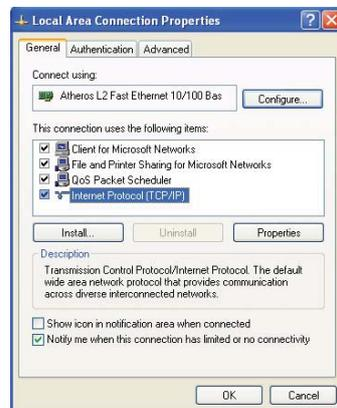 Local Area Connection Properties
General Authentication Advanced
Connect using:
Atheros L2 Fast Ethernet 10/100 Bas
Configure...
This connection uses the following items:
Client for Microsoft Networks
File and Printer Sharing for Microsoft Networks
QoS Packet Scheduler
Internet Protocol (TCP/IP)
Install... Uninstall Properties
Description
Transmission Control Protocol/Internet Protocol. The default
wide area network protocol that provides communication
across diverse interconnected networks.
Show icon in notification area when connected
Notify me when this connection has limited or no connectivity
OK Cancel